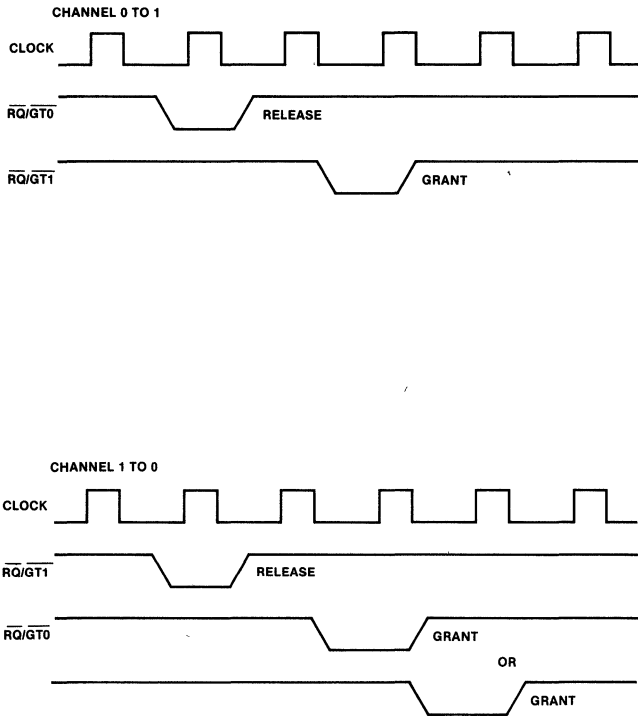 CHANNEL 0 TO 1
CLOCK
RQ/GT0
RELEASE
RQ/GT1
GRANT
CHANNEL 1 TO 0
CLOCK
RQ/GT1
RELEASE
RQ/GT0
GRANT
OR
GRANT